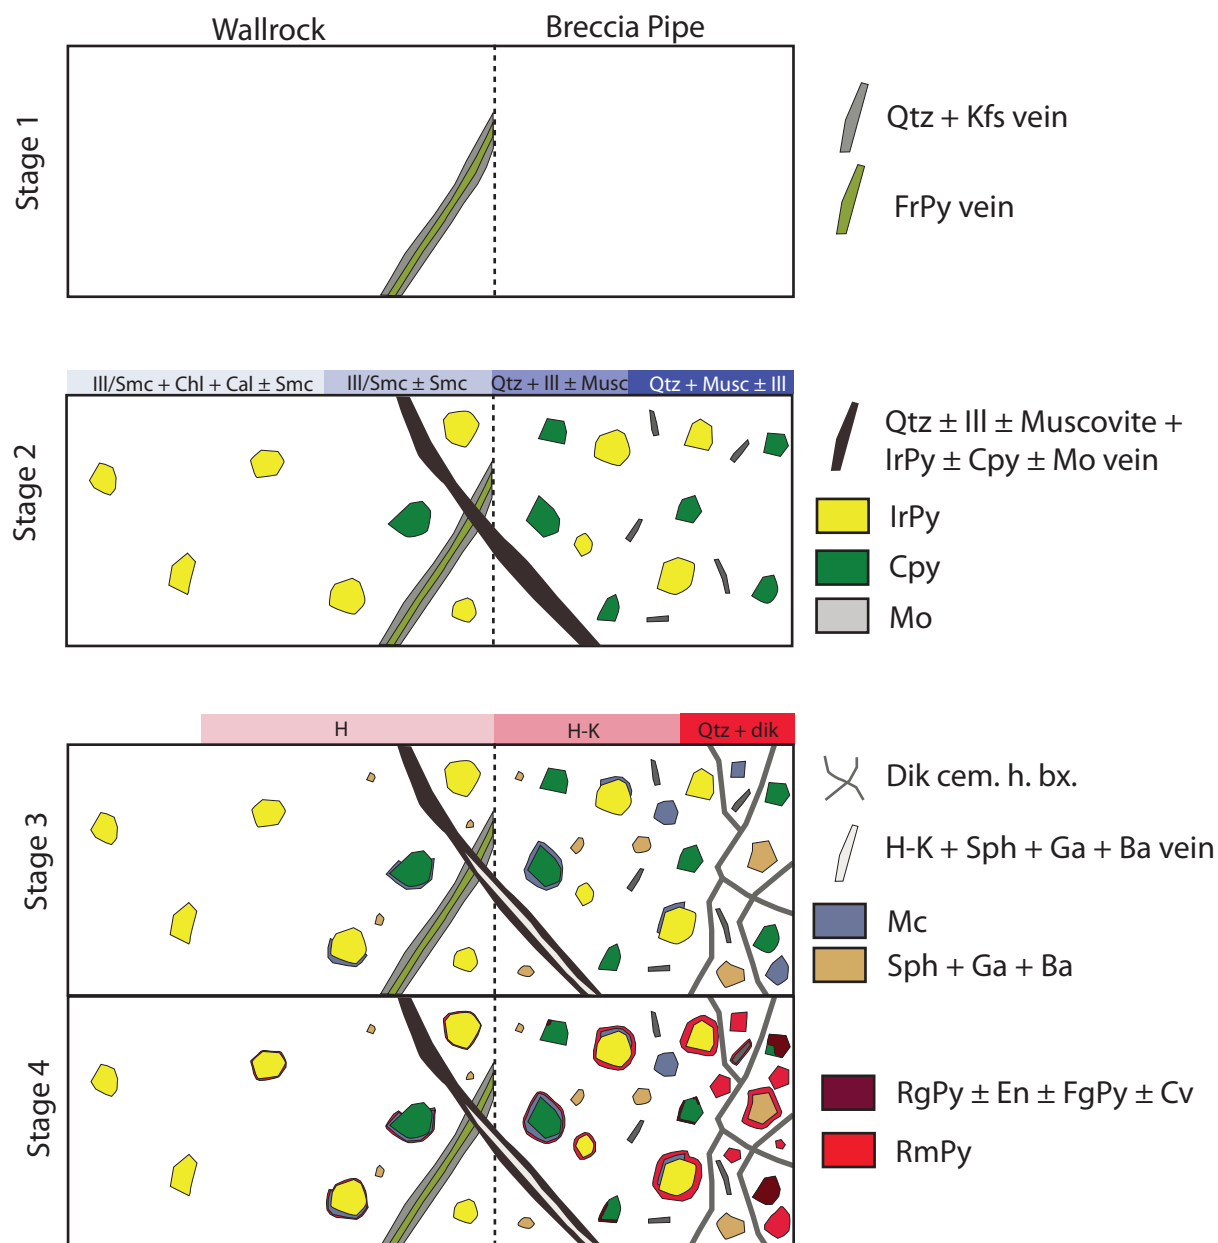 Wallrock
Breccia Pipe
Stage 1
Qtz + Kfs vein
FrPy vein
Ill/Smc + Chl + Cal ± Smc
Ill/Smc ± Smc
Qtz + Ill ± Musc
Qtz + Musc ± Ill
Stage 2
Qtz ± Ill ± Muscovite +
IrPy ± Cpy ± Mo vein
IrPy
Cpy
Mo
H
H-K
Qtz + dik
Stage 3
Dik cem. h. bx.
H-K + Sph + Ga + Ba vein
Mc
Sph + Ga + Ba
Stage 4
RgPy ± En ± FgPy ± Cv
RmPy